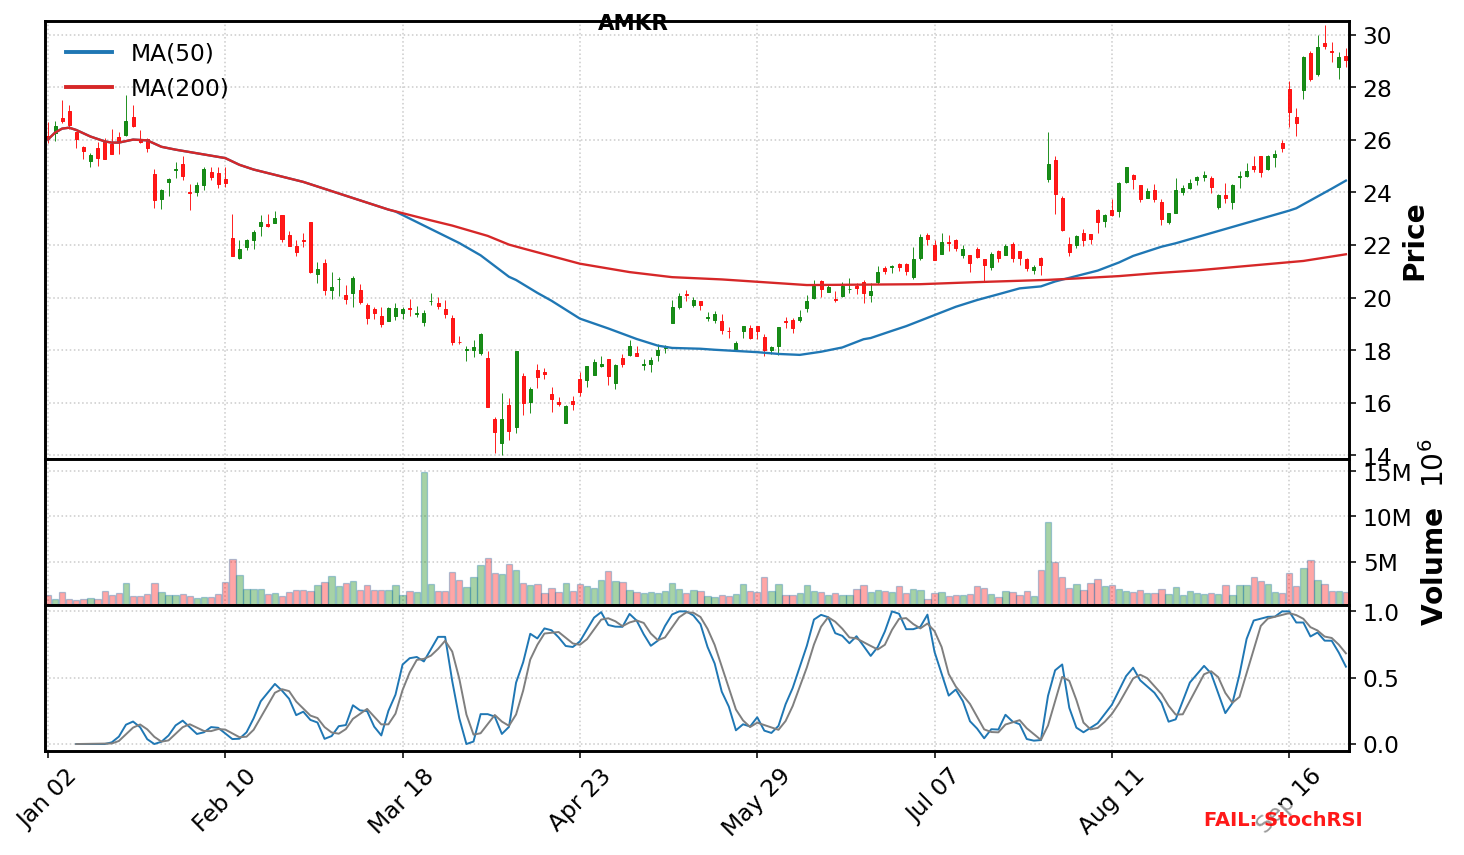 AMKR
MA(50)
MA(200)
30
28
26
24
22
20
18
16
14
Price
15M
10M
5M
Volume 10⁶
1.0
0.5
0.0
Jan 02
Feb 10
Mar 18
Apr 23
May 29
Jul 07
Aug 11
Sep 16
FAIL: StochRSI